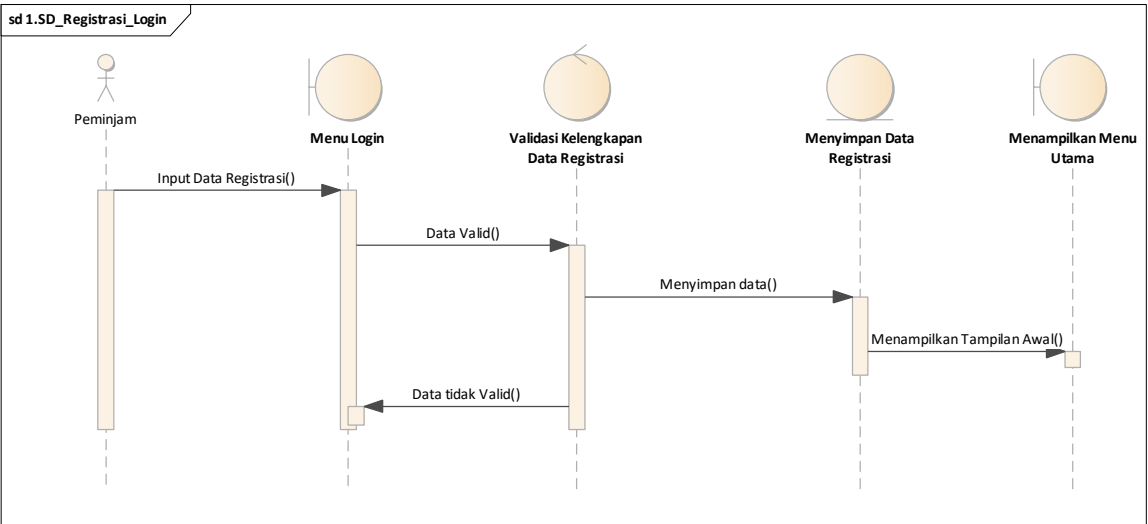 sd 1.SD_Registrasi_Login
Peminjam
Menu Login
Validasi Kelengkapan
Data Registrasi
Menyimpan Data
Registrasi
Menampilkan Menu
Utama
Input Data Registrasi()
Data Valid()
Menyimpan data()
Menampilkan Tampilan Awal()
Data tidak Valid()